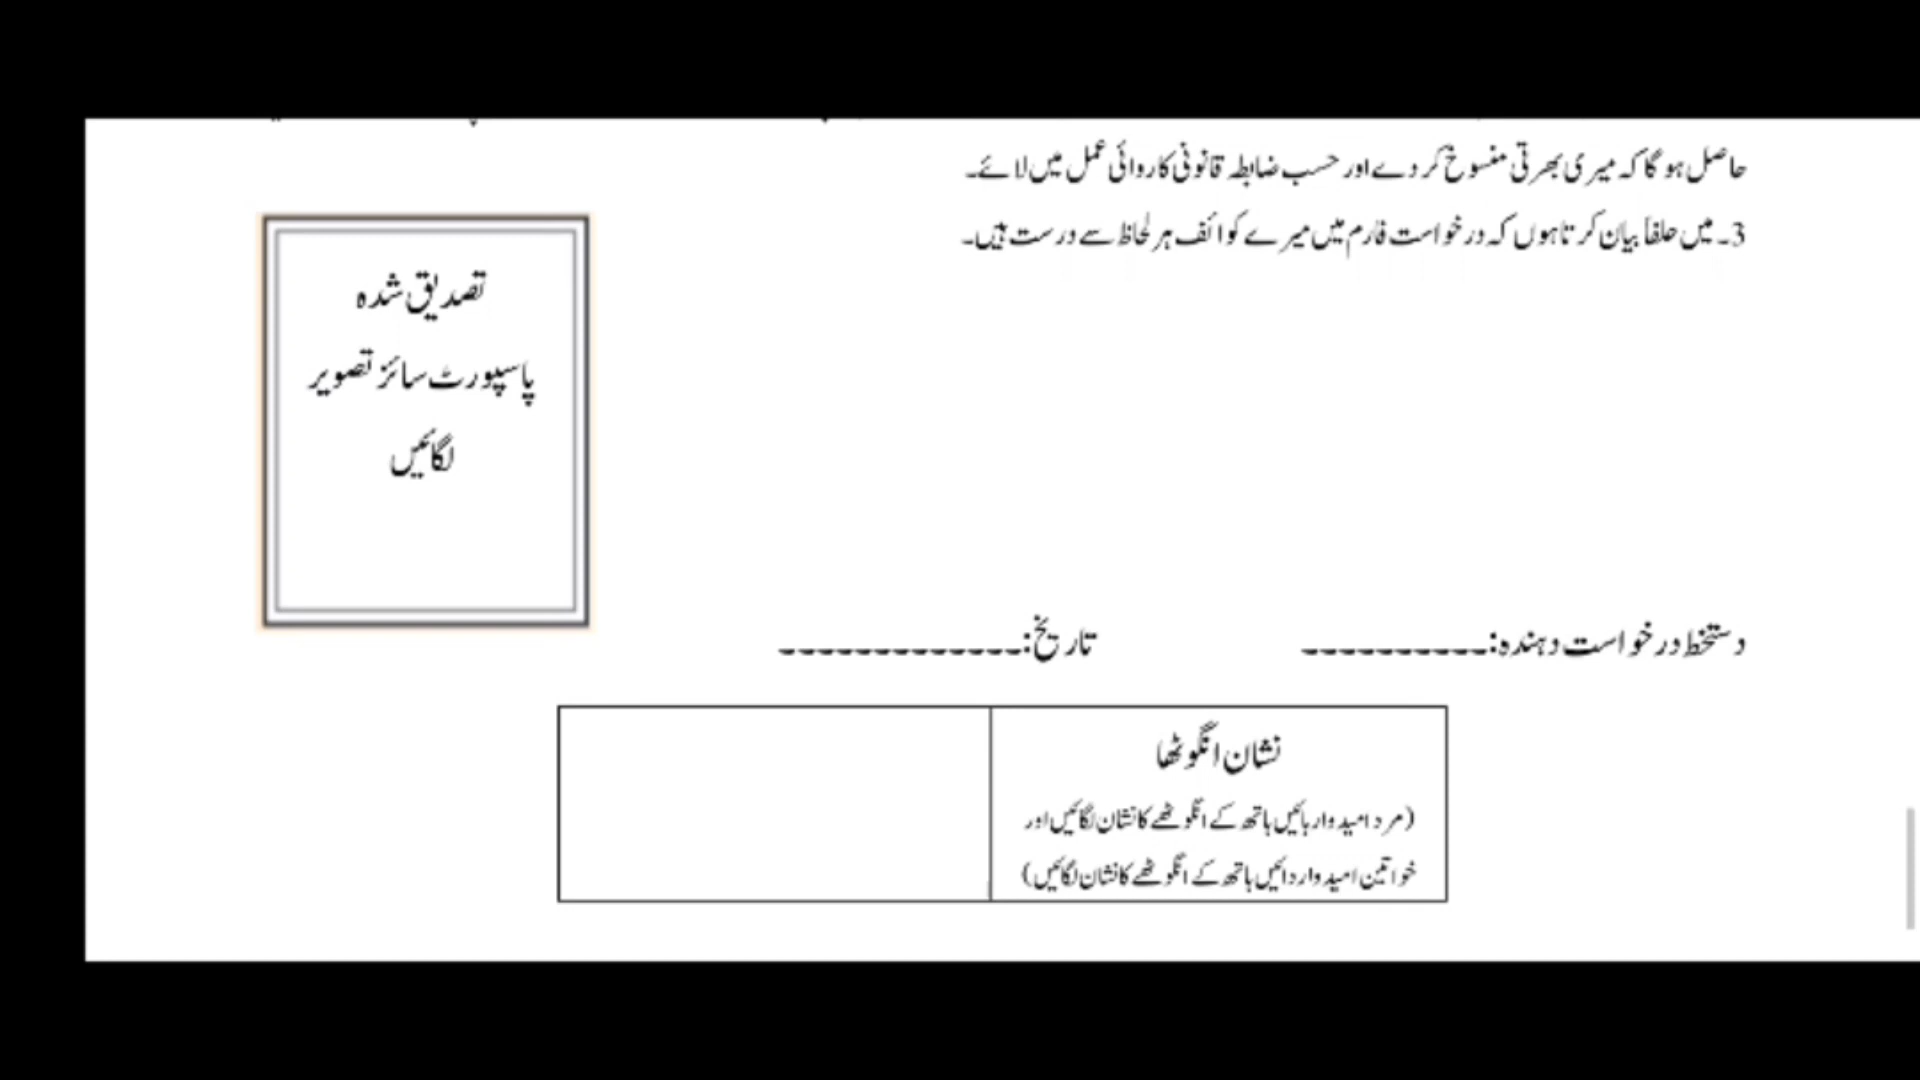 حاصل ہو گا کہ میری بھرتی منسوخ کر دے اور حسب ضابطہ قانونی کاروائی عمل میں لائے۔
3۔ میں حلفاً بیان کرتا ہوں کہ درخواست فارم میں میرے کوائف ہر لحاظ سے درست ہیں۔
تصدیق شدہ
پاسپورٹ سائز تصویر
لگائیں
دستخط درخواست دہندہ:---------- تاریخ:-------------
نشان انگوٹھا
(مرد امیدوار بائیں ہاتھ کے انگوٹھے کا نشان لگائیں اور
خواتین امیدوار دائیں ہاتھ کے انگوٹھے کا نشان لگائیں)